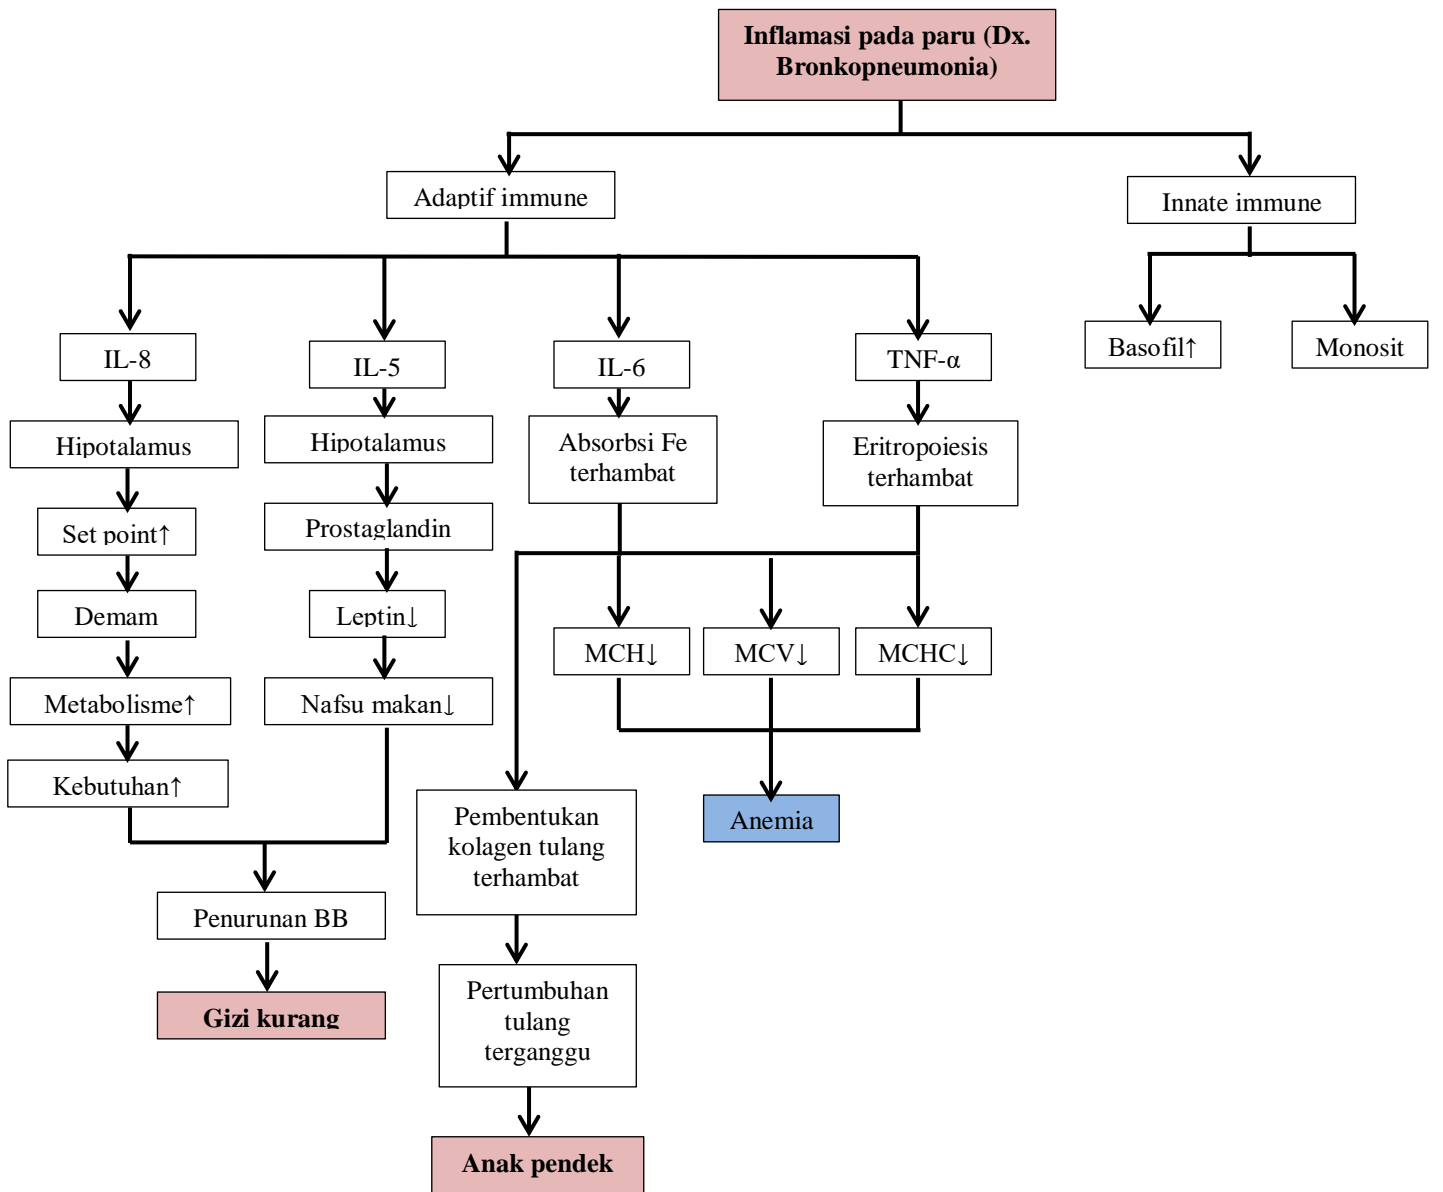 Inflamasi pada paru (Dx.
Bronkopneumonia)
Adaptif immune
Innate immune
IL-8
IL-5
IL-6
TNF-α
Basofil↑
Monosit
Hipotalamus
Hipotalamus
Absorbsi Fe
terhambat
Eritropoiesis
terhambat
Set point↑
Prostaglandin
Demam
Leptin↓
MCH↓
MCV↓
MCHC↓
Metabolisme↑
Nafsu makan↓
Kebutuhan↑
Pembentukan
kolagen tulang
terhambat
Anemia
Penurunan BB
Gizi kurang
Pertumbuhan
tulang
terganggu
Anak pendek